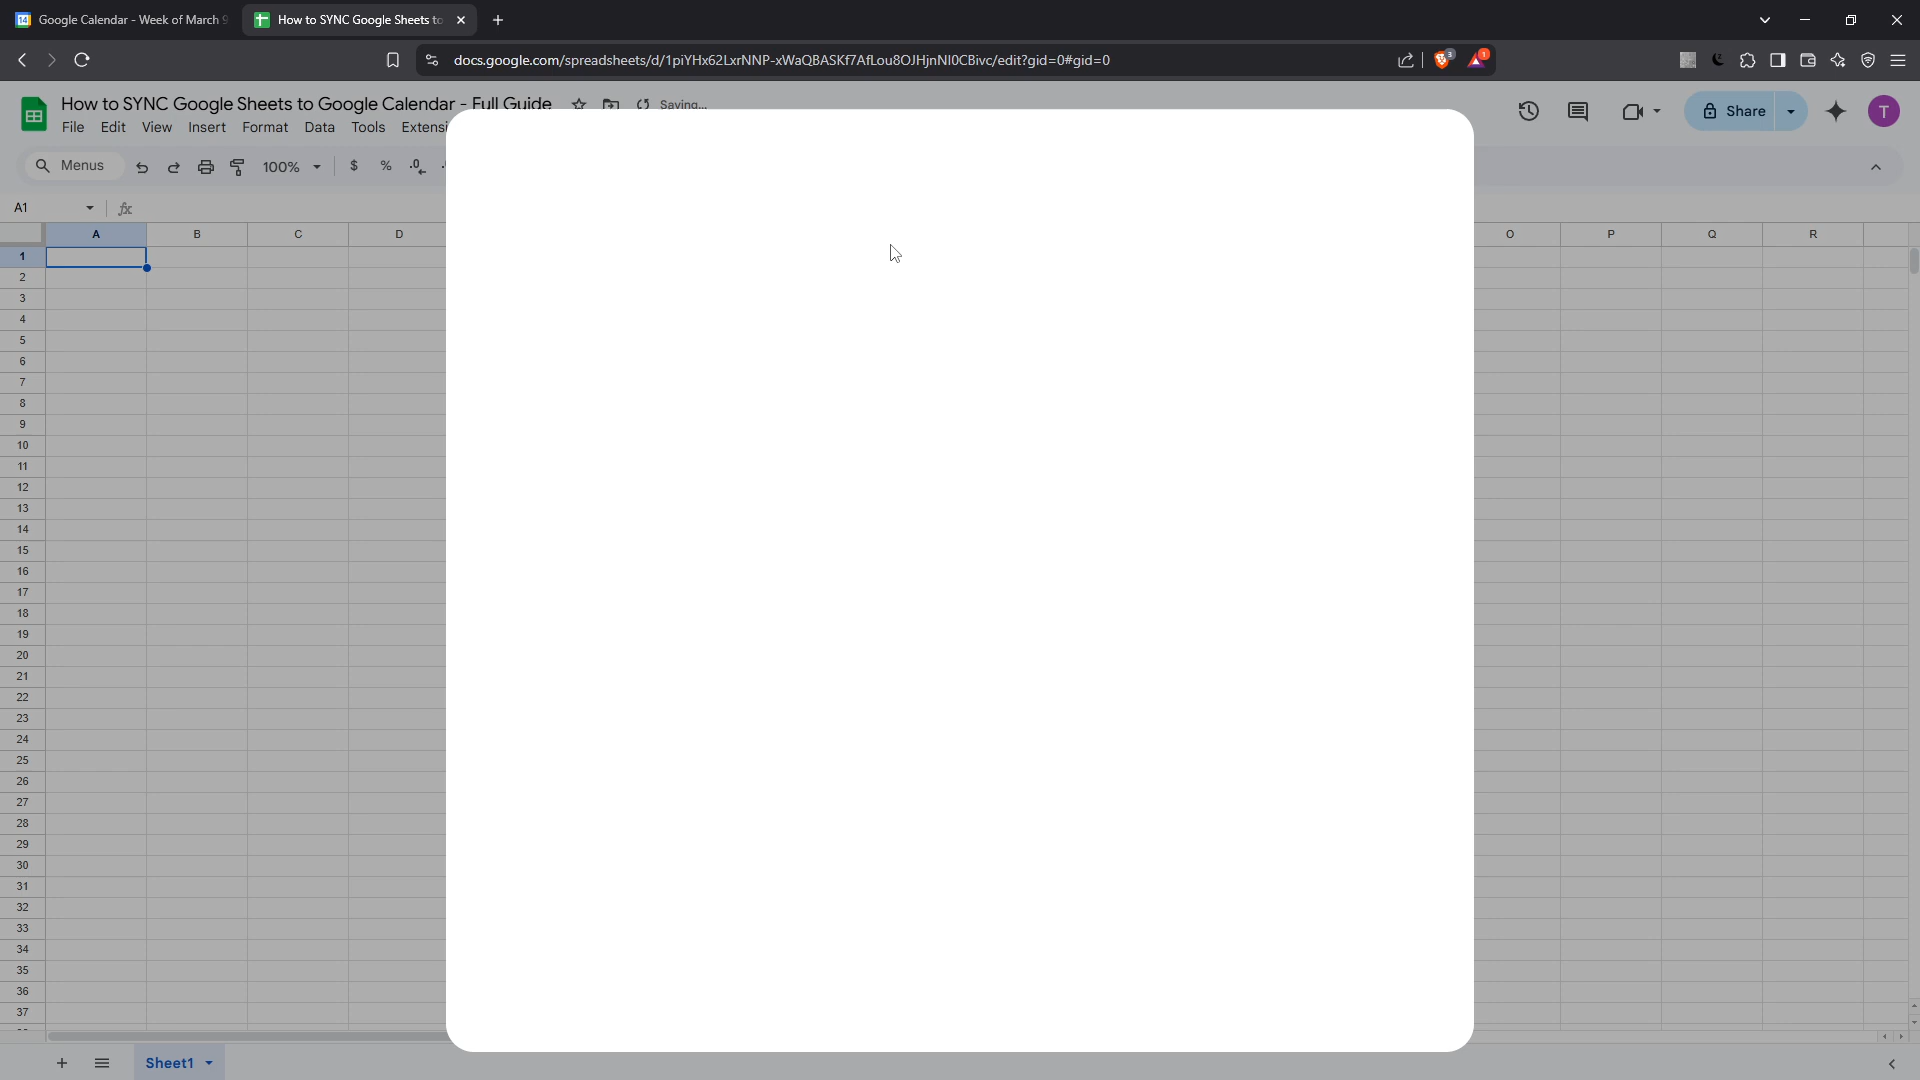 Google Calendar - Week of March 9
How to SYNC Google Sheets to
docs.google.com/spreadsheets/d/1piYHx62LxrNNP-xWaQBASKf7AfLou8OJHjnNI0CBivc/edit?gid=0#gid=0
3
1
How to SYNC Google Sheets to Google Calendar - Full Guide
Saving...
File Edit View Insert Format Data Tools Extensi
Share
T
Menus
100%
$ % .0
A1
fx
A B C D O P Q R
1
2
3
4
5
6
7
8
9
10
11
12
13
14
15
16
17
18
19
20
21
22
23
24
25
26
27
28
29
30
31
32
33
34
35
36
37
Sheet1